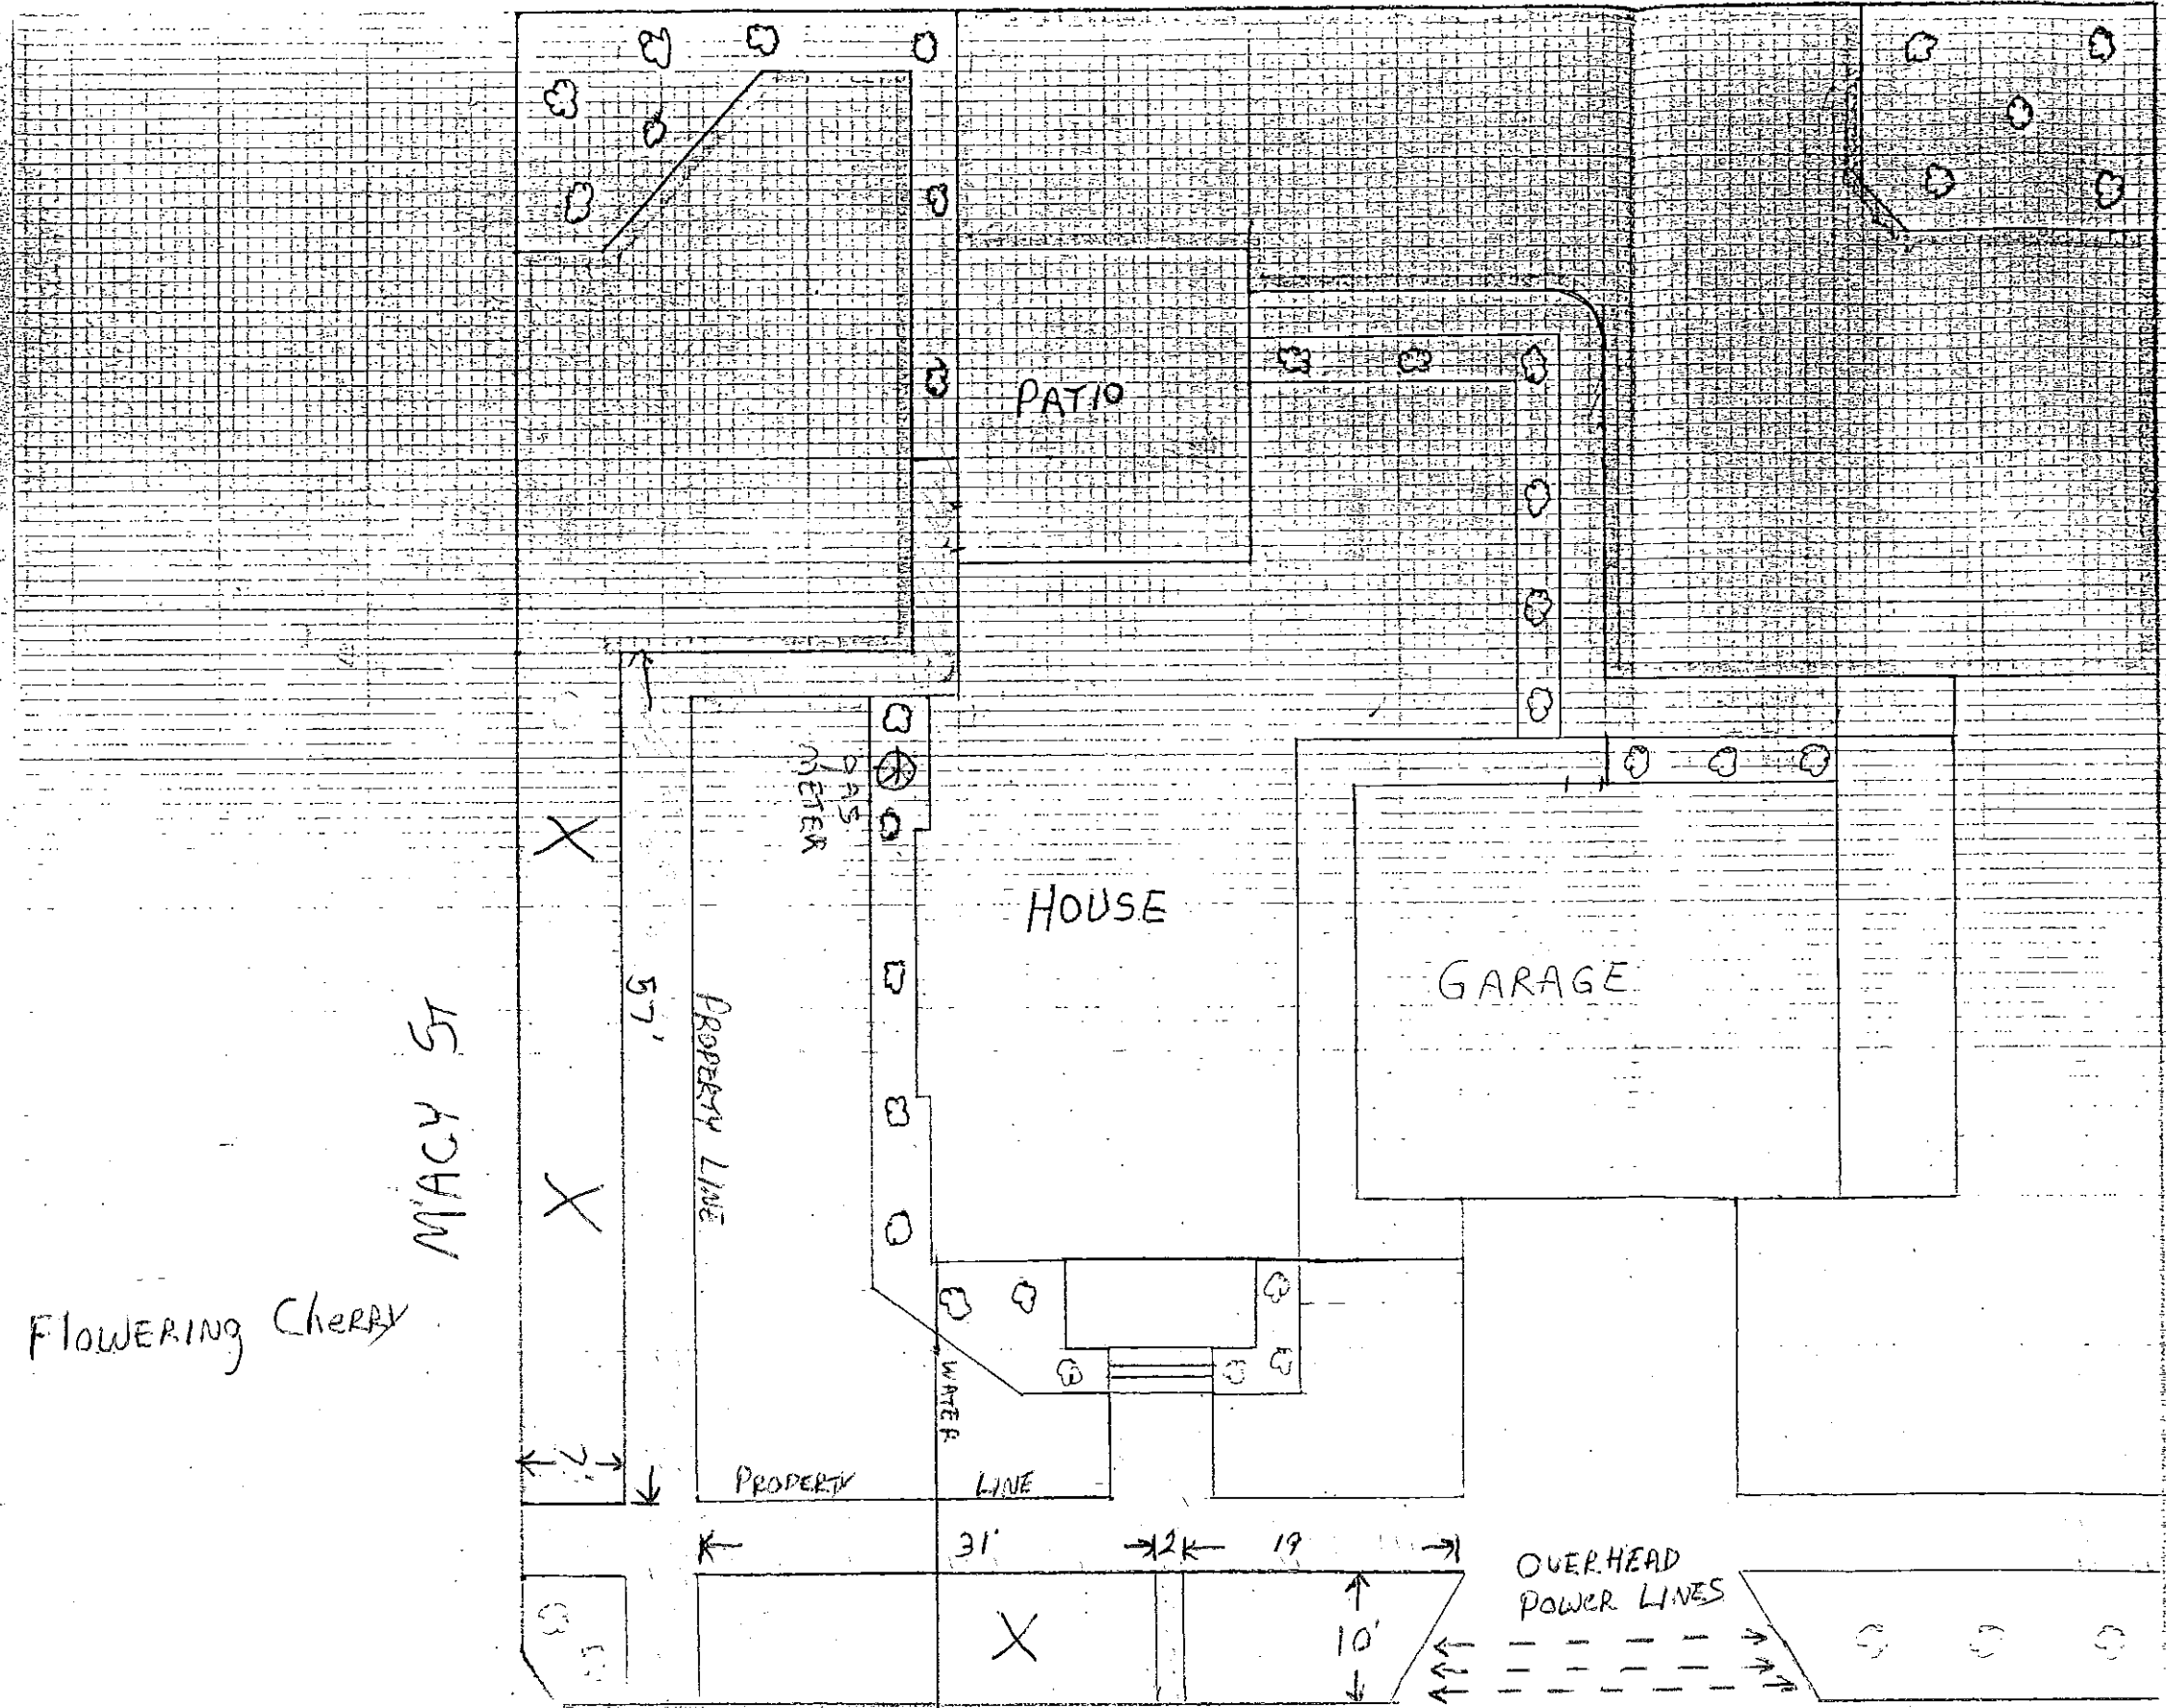 PATIO
GAS
METER
HOUSE
GARAGE
57'
PROPERTY LINE
MACY ST
Flowering Cherry
WATER
7'
PROPERTY LINE
31'
2
19
OVERHEAD
POWER LINES
10'
X
X
X